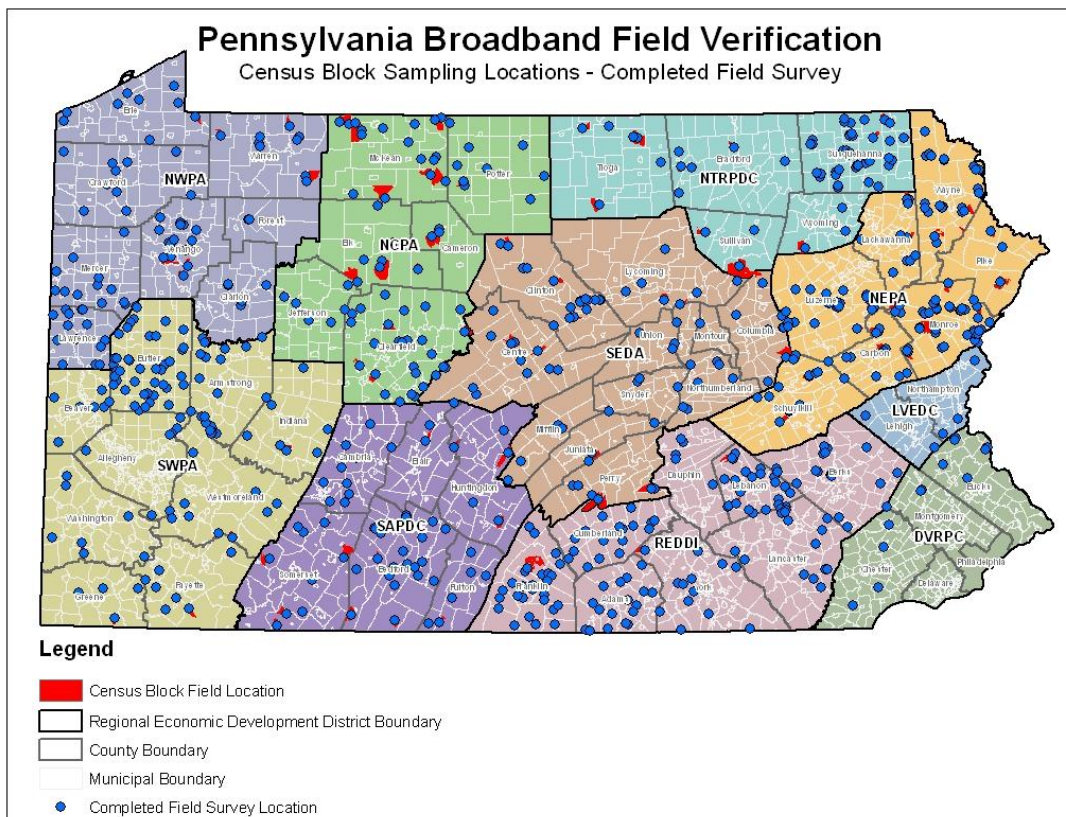 Pennsylvania Broadband Field Verification
Census Block Sampling Locations - Completed Field Survey
Erie
Warren
McKean
Potter
Tioga
Bradford
Susquehanna
Wayne
Crawford
NWPA
NTRPDC
Forest
Wyoming
Sullivan
Lackawanna
Pike
Venango
Elk
NCPA
Cameron
Mercer
Clarion
Lycoming
Clinton
Luzerne
NEPA
Monroe
Jefferson
Lawrence
Clearfield
Centre
Union
Montour
Columbia
SEDA
Carbon
Butler
Armstrong
Snyder
Northumberland
Northampton
LVEDC
Lehigh
Schuylkill
Beaver
Indiana
Mifflin
Juniata
Allegheny
SWPA
Cambria
Blair
Huntingdon
Perry
Dauphin
Lebanon
Berks
Bucks
Westmoreland
Washington
SAPDC
Cumberland
REDDI
Montgomery
DVRPC
Lancaster
Philadelphia
Somerset
Bedford
Fulton
Franklin
Adams
York
Chester
Delaware
Greene
Fayette
Legend
Census Block Field Location
Regional Economic Development District Boundary
County Boundary
Municipal Boundary
Completed Field Survey Location